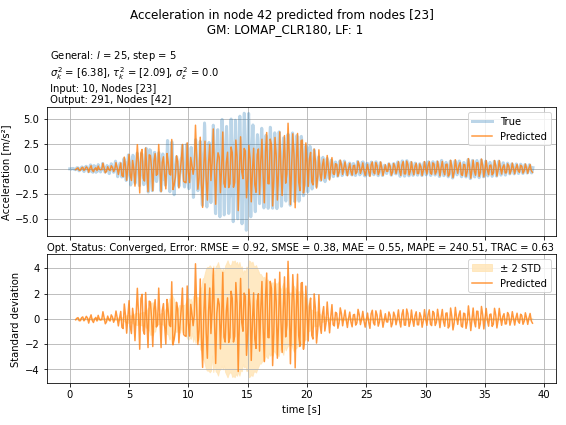 Acceleration in node 42 predicted from nodes [23]
GM: LOMAP_CLR180, LF: 1
General: l = 25, step = 5
σ²ₖ = [6.38], τ²ₖ = [2.09], σ²ε = 0.0
Input: 10, Nodes [23]
Output: 291, Nodes [42]
Acceleration [m/s²]
5.0
2.5
0.0
−2.5
−5.0
True
Predicted
Opt. Status: Converged, Error: RMSE = 0.92, SMSE = 0.38, MAE = 0.55, MAPE = 240.51, TRAC = 0.63
Standard deviation
4
2
0
−2
−4
± 2 STD
Predicted
0 5 10 15 20 25 30 35 40
time [s]